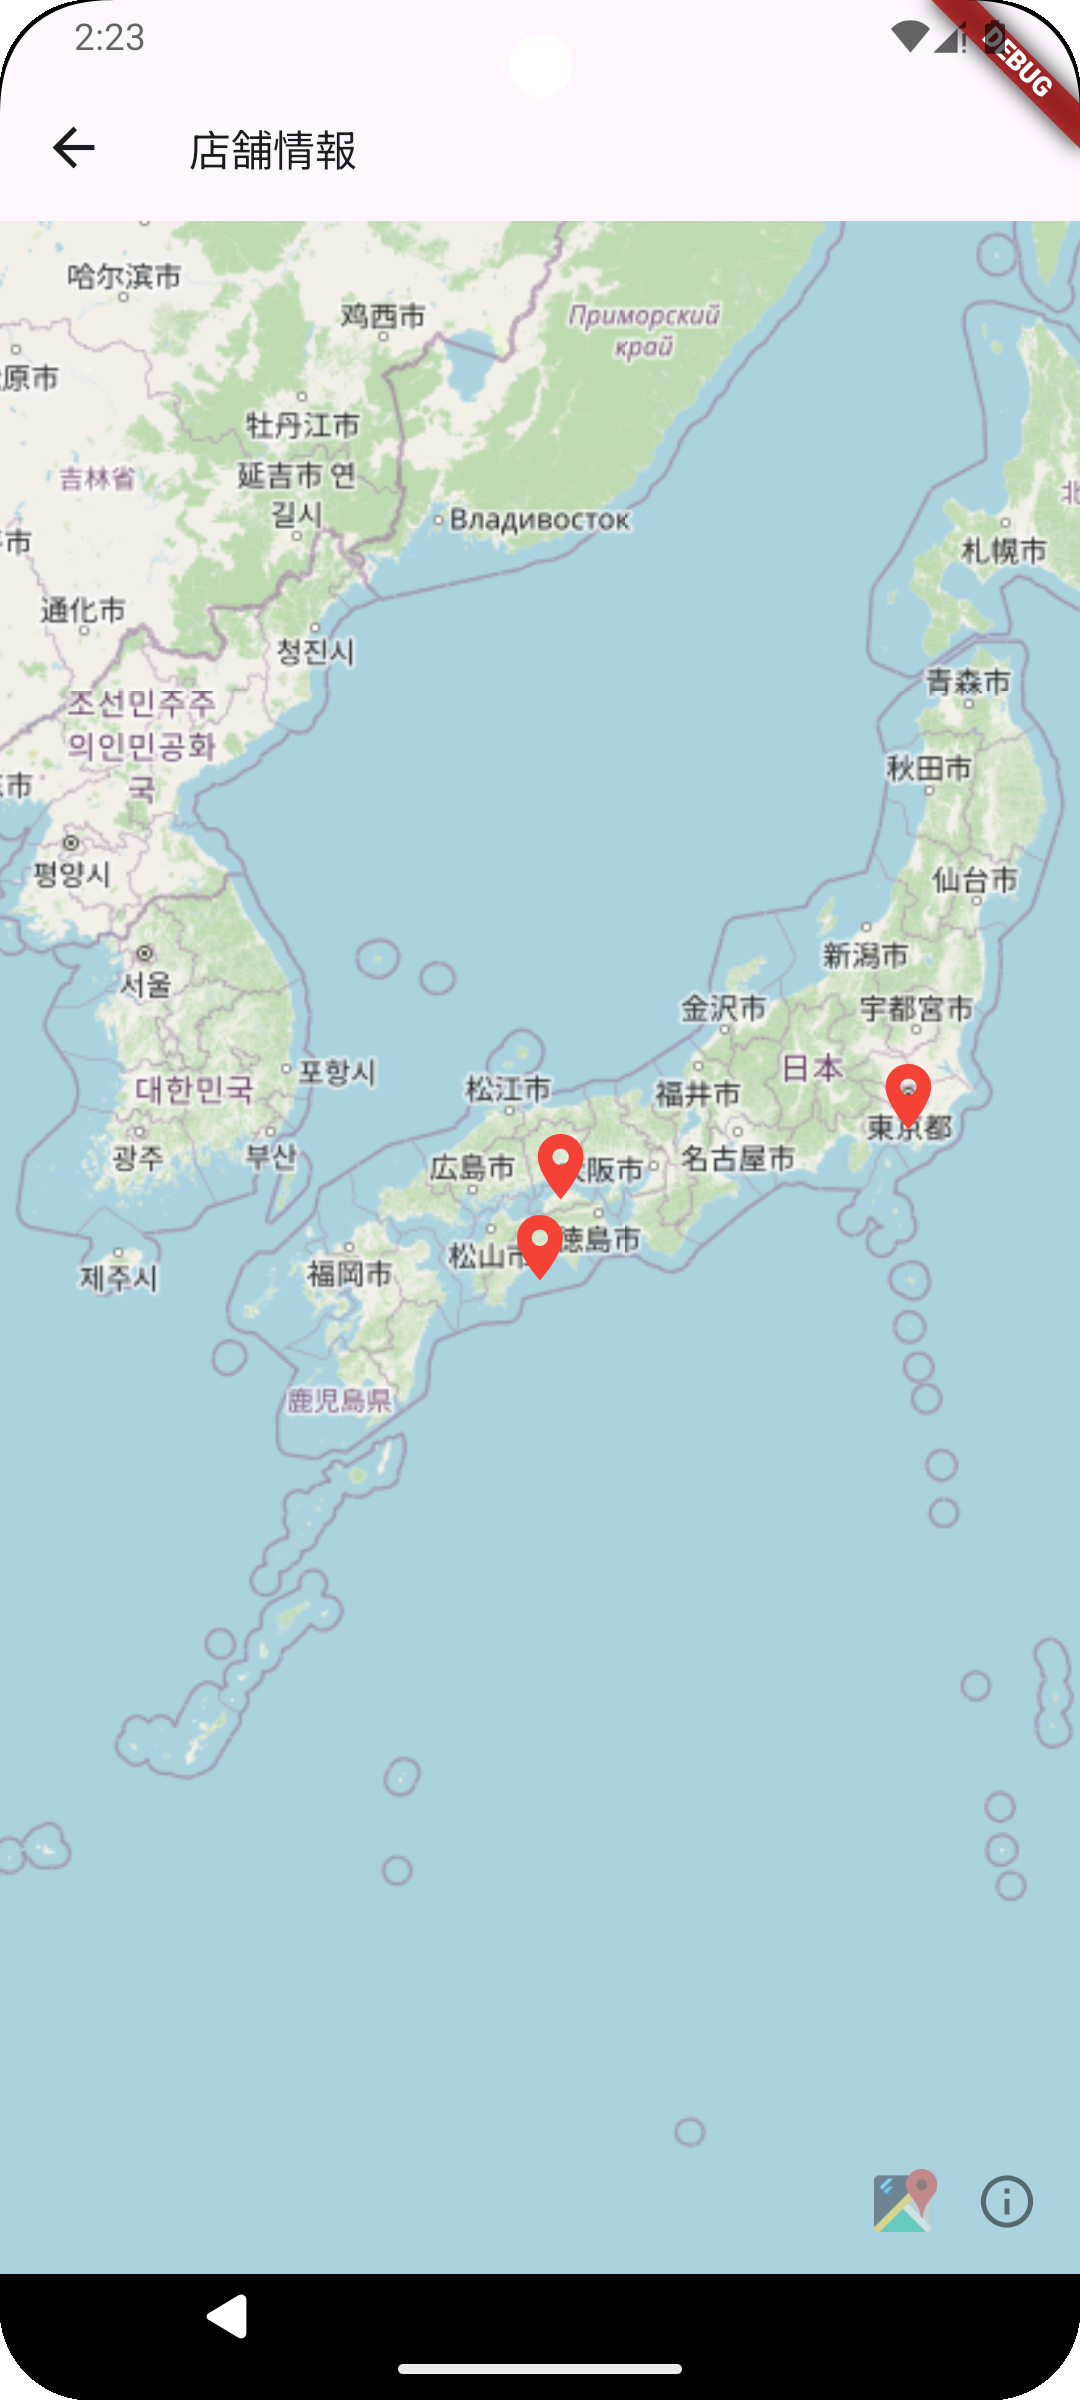 2:23
DEBUG
店舗情報
哈尔滨市
鸡西市
Приморский
край
原市
牡丹江市
吉林省
延吉市 연
길시
Владивосток
北
市
札幌市
通化市
청진시
青森市
조선민주주
의인민공화
국
秋田市
市
평양시
仙台市
서울
新潟市
金沢市
宇都宮市
日本
포항시
대한민국
松江市
福井市
東京都
광주
부산
広島市
阪市
名古屋市
松山市
徳島市
제주시
福岡市
鹿児島県